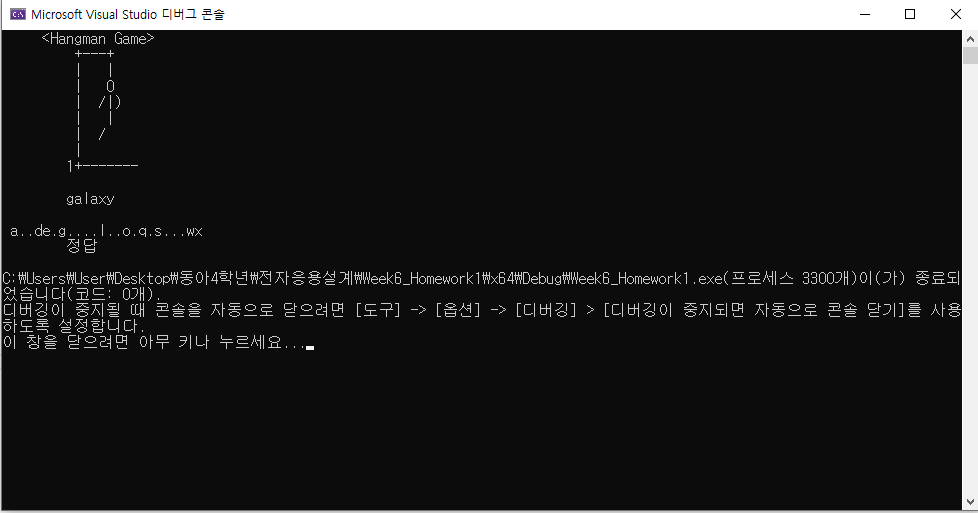 Microsoft Visual Studio 디버그 콘솔
<Hangman Game>
+---+
|   |
|   O
|  /|)
|   |
|  /
|
1+-------
galaxy
a..de.g....l..o.q.s...wx
정답
C:₩Users₩User₩Desktop₩동아4학년₩전자응용설계₩Week6_Homework1₩x64₩Debug₩Week6_Homework1.exe(프로세스 3300개)이(가) 종료되
었습니다(코드: 0개).
디버깅이 중지될 때 콘솔을 자동으로 닫으려면 [도구] -> [옵션] -> [디버깅] > [디버깅이 중지되면 자동으로 콘솔 닫기]를 사용
하도록 설정합니다.
이 창을 닫으려면 아무 키나 누르세요...